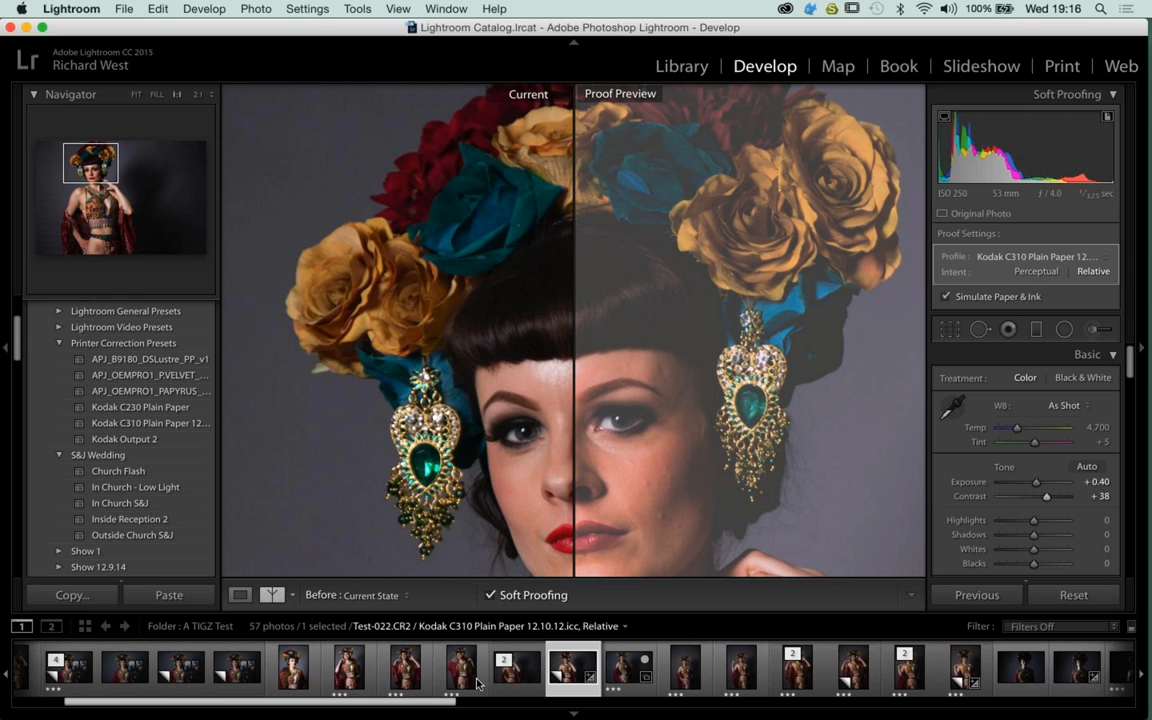 Lightroom File Edit Develop Photo Settings Tools View Window Help 100% Wed 19:16
Lightroom Catalog.lrcat - Adobe Photoshop Lightroom - Develop
Lr Adobe Lightroom CC 2015
Richard West
Library | Develop | Map | Book | Slideshow | Print | Web
Navigator FIT FILL 1:1 2:1
Current
Proof Preview
Soft Proofing
ISO 250 53 mm ƒ / 4.0 1/125 sec
Original Photo
Proof Settings :
Profile : Kodak C310 Plain Paper 12....
Intent : Perceptual Relative
Simulate Paper & Ink
Basic
Treatment : Color Black & White
WB : As Shot
Temp 4,700
Tint + 5
Tone Auto
Exposure + 0.40
Contrast + 38
Highlights 0
Shadows 0
Whites 0
Blacks 0
Previous Reset
Lightroom General Presets
Lightroom Video Presets
Printer Correction Presets
APJ_B9180_DSLustre_PP_v1
APJ_OEMPRO1_P.VELVET_...
APJ_OEMPRO1_PAPYRUS_...
Kodak C230 Plain Paper
Kodak C310 Plain Paper 12...
Kodak Output 2
S&J Wedding
Church Flash
In Church - Low Light
In Church S&J
Inside Reception 2
Outside Church S&J
Show 1
Show 12.9.14
Copy... Paste
Before : Current State
Soft Proofing
1 2 Folder : A TIGZ Test 57 photos /1 selected /Test-022.CR2 / Kodak C310 Plain Paper 12.10.12.icc, Relative
Filter : Filters Off
4 2 2 2